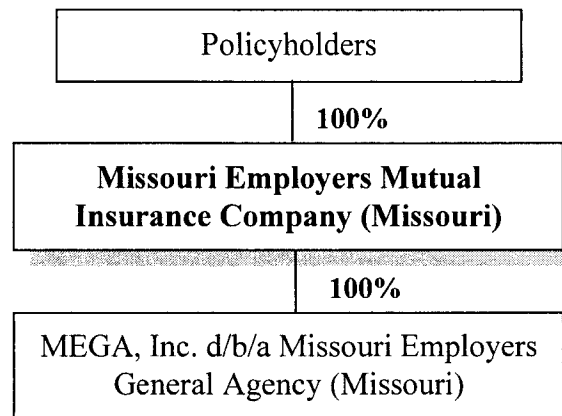 Policyholders
100%
Missouri Employers Mutual
Insurance Company (Missouri)
100%
MEGA, Inc. d/b/a Missouri Employers
General Agency (Missouri)